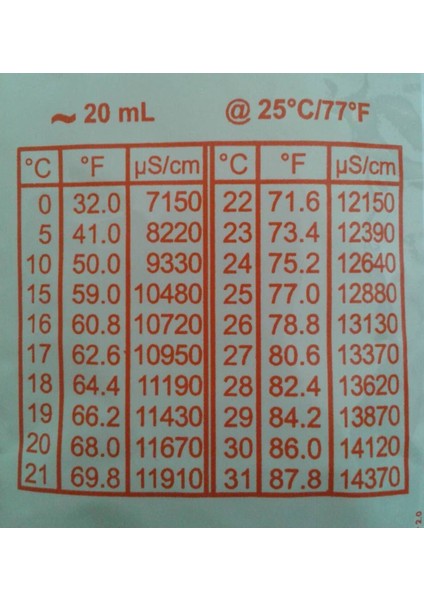 ~ 20 mL @ 25°C/77°F
°C °F µS/cm °C °F µS/cm
0 32.0 7150 22 71.6 12150
5 41.0 8220 23 73.4 12390
10 50.0 9330 24 75.2 12640
15 59.0 10480 25 77.0 12880
16 60.8 10720 26 78.8 13130
17 62.6 10950 27 80.6 13370
18 64.4 11190 28 82.4 13620
19 66.2 11430 29 84.2 13870
20 68.0 11670 30 86.0 14120
21 69.8 11910 31 87.8 14370
2.0